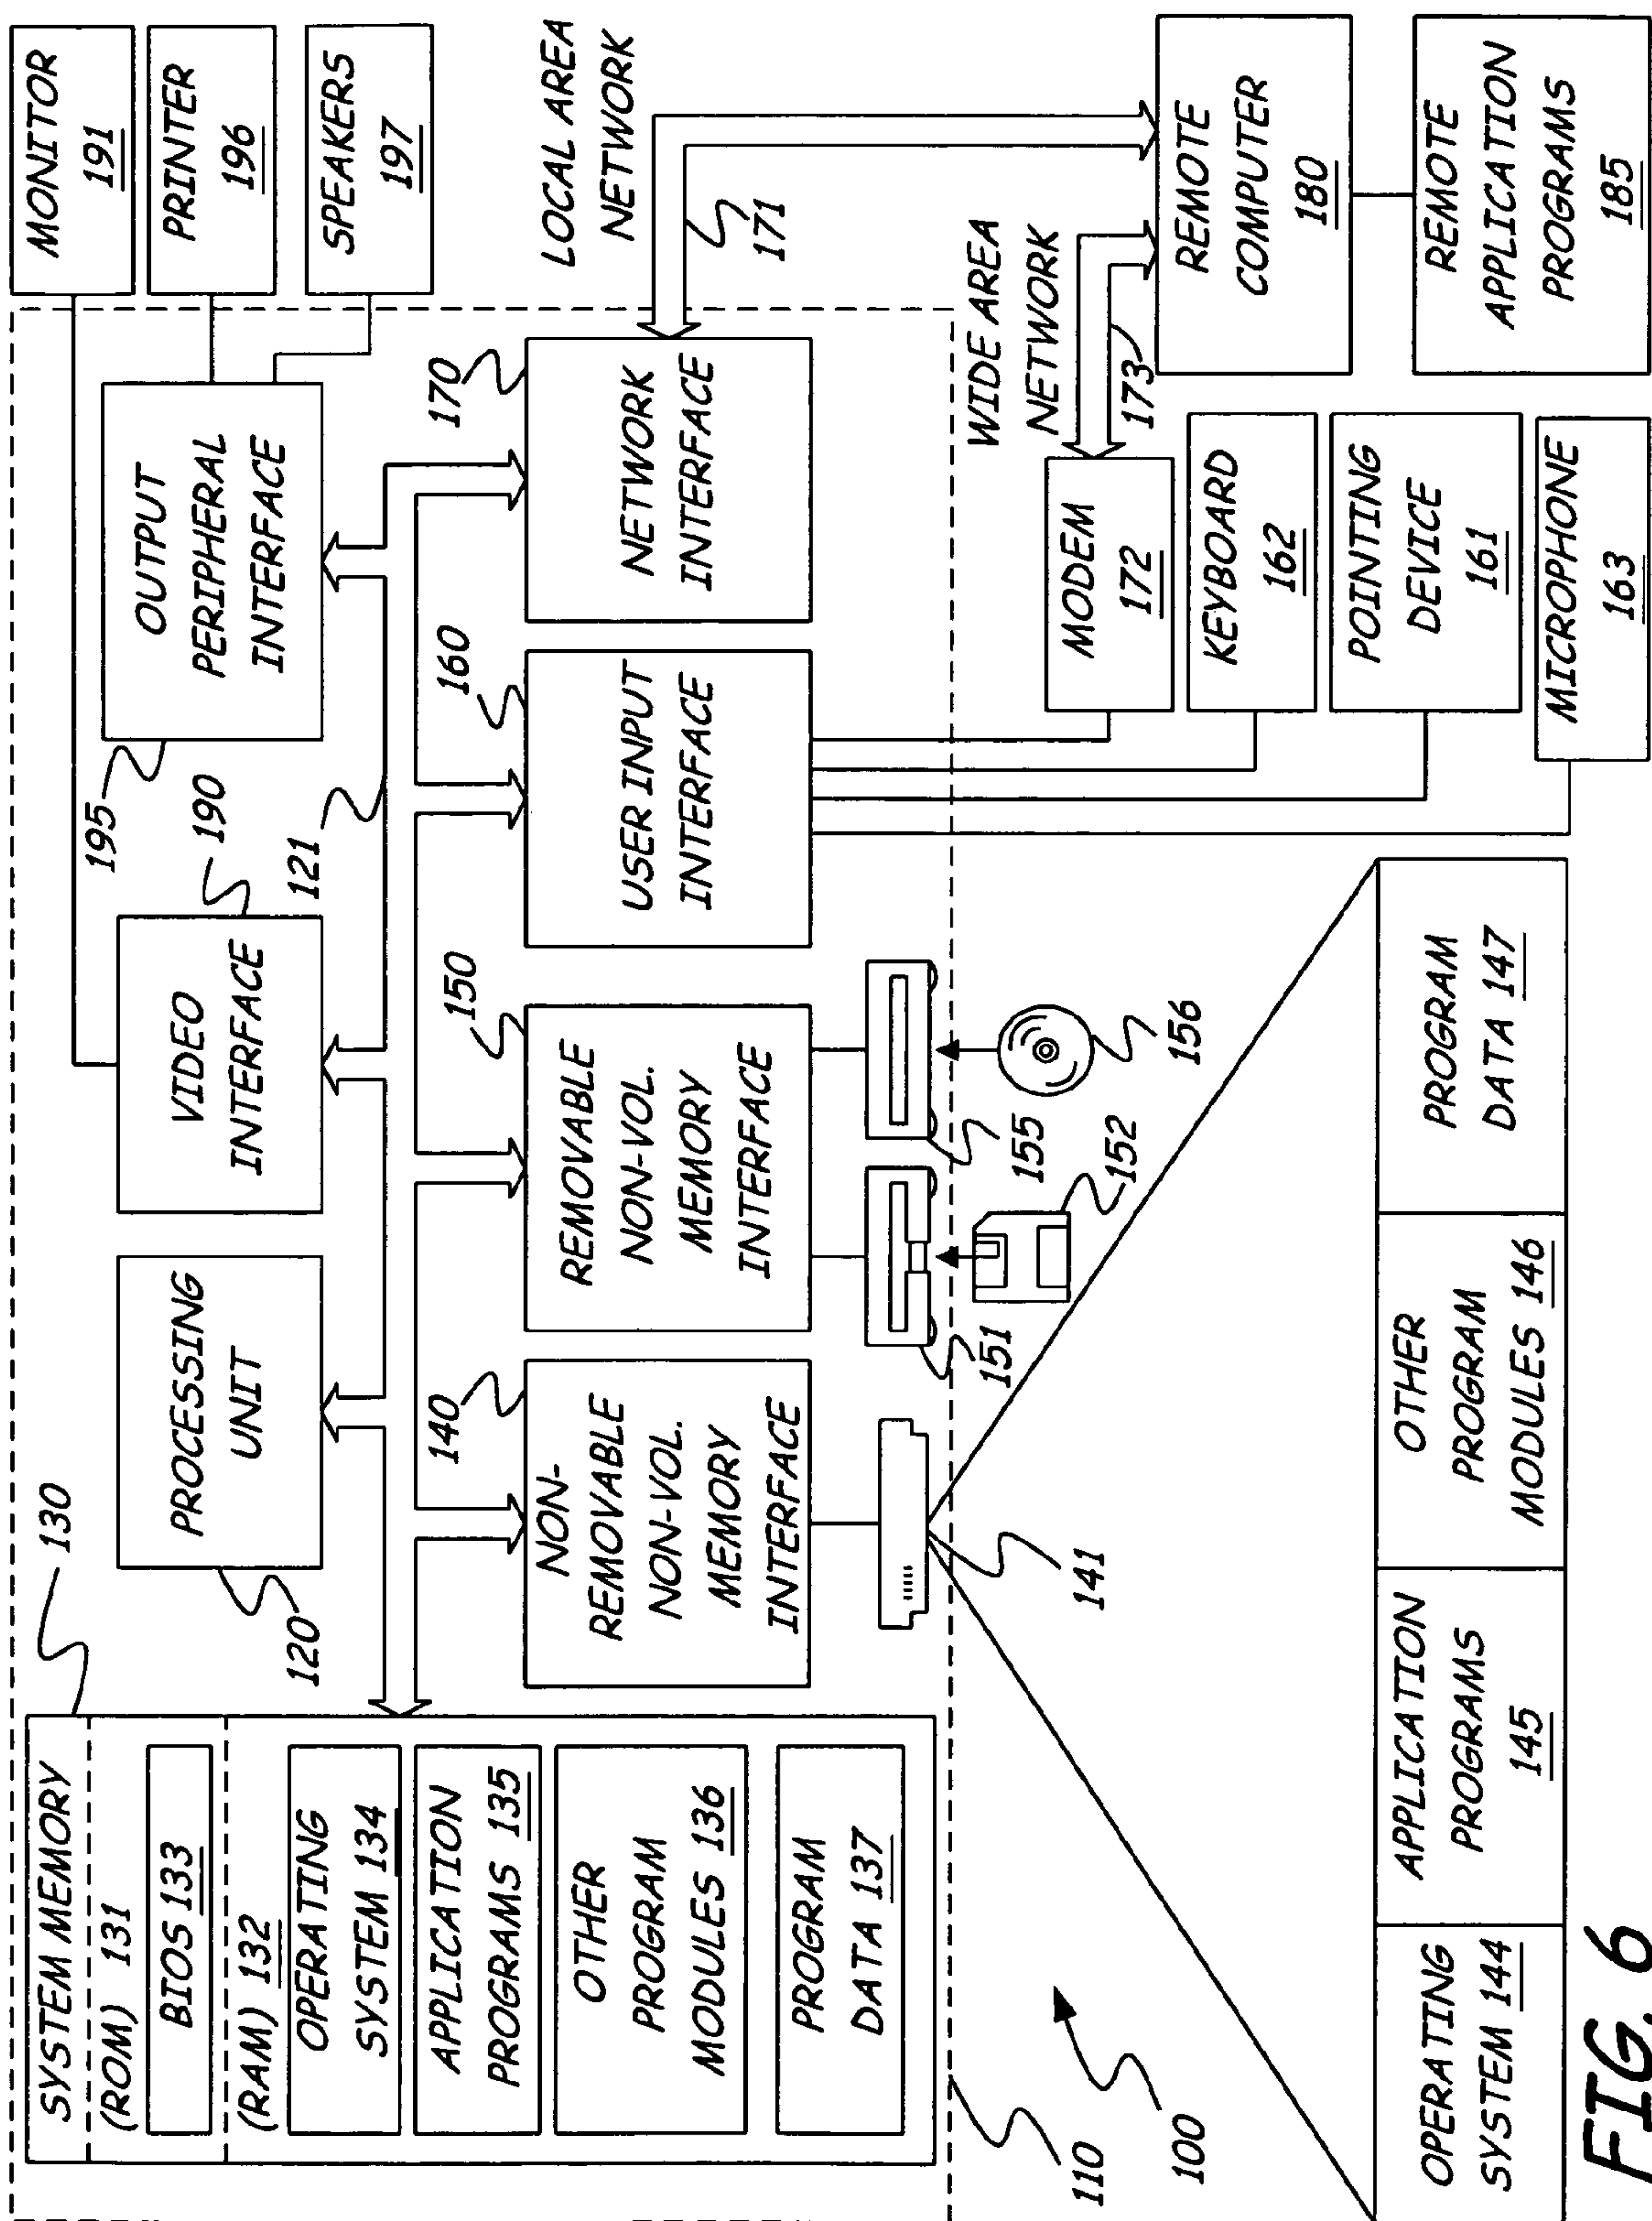 SYSTEM MEMORY
(ROM) 131
BIOS 133
(RAM) 132
OPERATING
SYSTEM 134
APPLICATION
PROGRAMS 135
OTHER
PROGRAM
MODULES 136
PROGRAM
DATA 137
130
PROCESSING
UNIT
120
VIDEO
INTERFACE
190
121
OUTPUT
PERIPHERAL
INTERFACE
195
MONITOR
191
PRINTER
196
SPEAKERS
197
NON-
REMOVABLE
NON-VOL.
MEMORY
INTERFACE
140
REMOVABLE
NON-VOL.
MEMORY
INTERFACE
150
USER INPUT
INTERFACE
160
NETWORK
INTERFACE
170
LOCAL AREA
NETWORK
171
141
151
152
155
156
WIDE AREA
NETWORK
173
MODEM
172
KEYBOARD
162
POINTING
DEVICE
161
MICROPHONE
163
REMOTE
COMPUTER
180
REMOTE
APPLICATION
PROGRAMS
185
110
100
OPERATING
SYSTEM 144
APPLICATION
PROGRAMS
145
OTHER
PROGRAM
MODULES 146
PROGRAM
DATA 147
FIG. 6